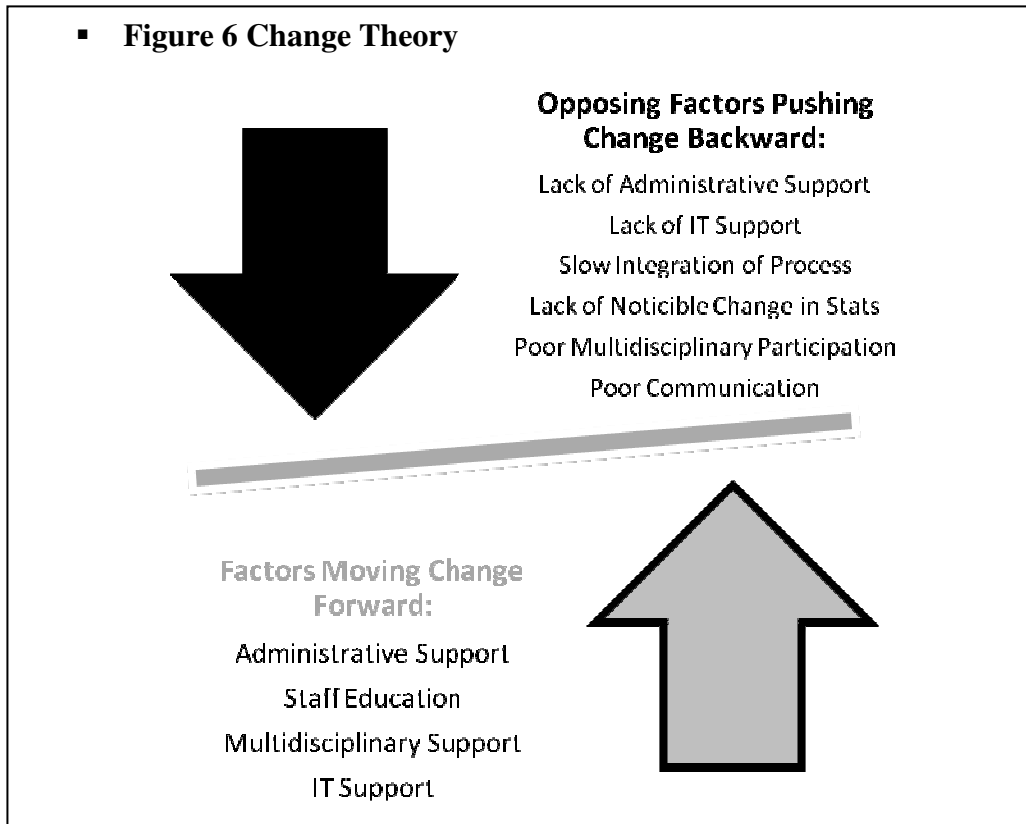 ▪ Figure 6 Change Theory
Opposing Factors Pushing
Change Backward:
Lack of Administrative Support
Lack of IT Support
Slow Integration of Process
Lack of Noticible Change in Stats
Poor Multidisciplinary Participation
Poor Communication
Factors Moving Change
Forward:
Administrative Support
Staff Education
Multidisciplinary Support
IT Support